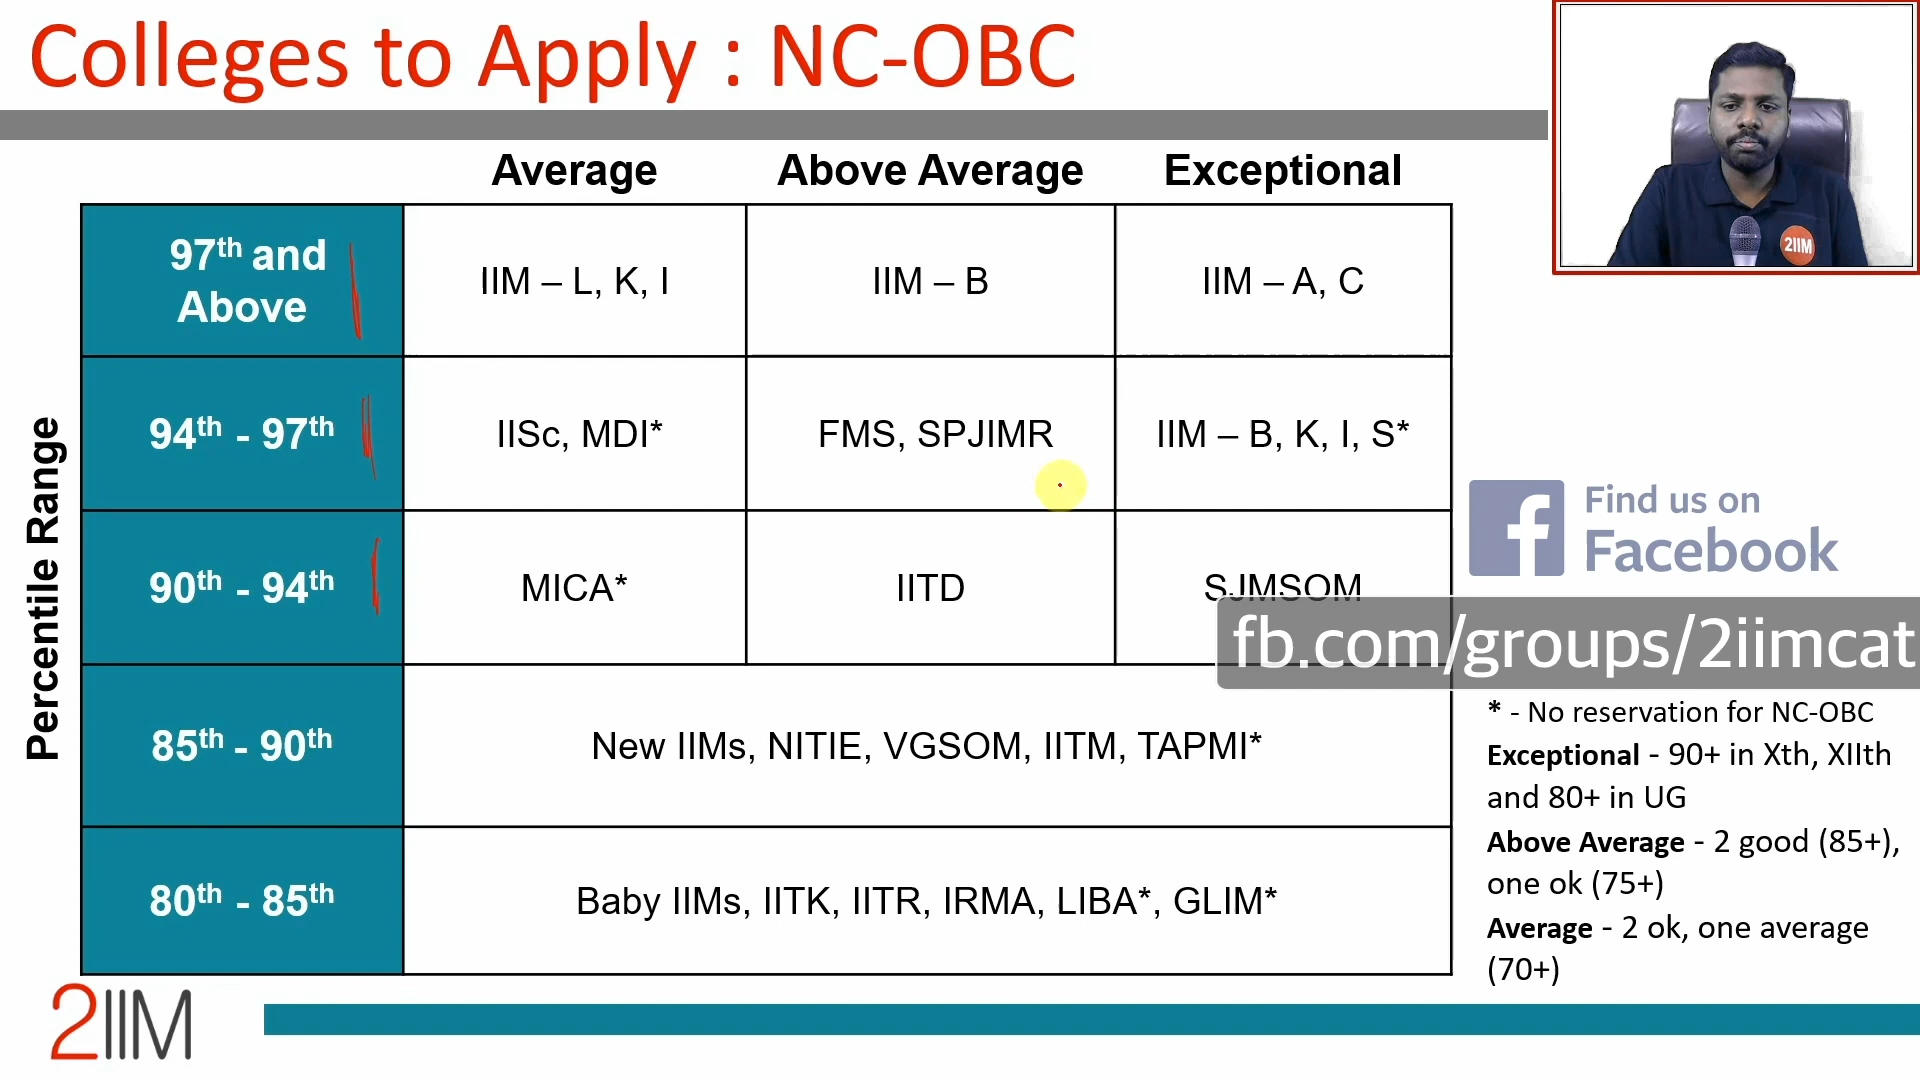 Colleges to Apply : NC-OBC
Average Above Average Exceptional
Percentile Range
97th and
Above
IIM – L, K, I
IIM – B
IIM – A, C
94th - 97th
IISc, MDI*
FMS, SPJIMR
IIM – B, K, I, S*
90th - 94th
MICA*
IITD
SJMSOM
85th - 90th
New IIMs, NITIE, VGSOM, IITM, TAPMI*
80th - 85th
Baby IIMs, IITK, IITR, IRMA, LIBA*, GLIM*
2IIM
Find us on
Facebook
fb.com/groups/2iimcat
* - No reservation for NC-OBC
Exceptional - 90+ in Xth, XIIth
and 80+ in UG
Above Average - 2 good (85+),
one ok (75+)
Average - 2 ok, one average
(70+)
2IIM